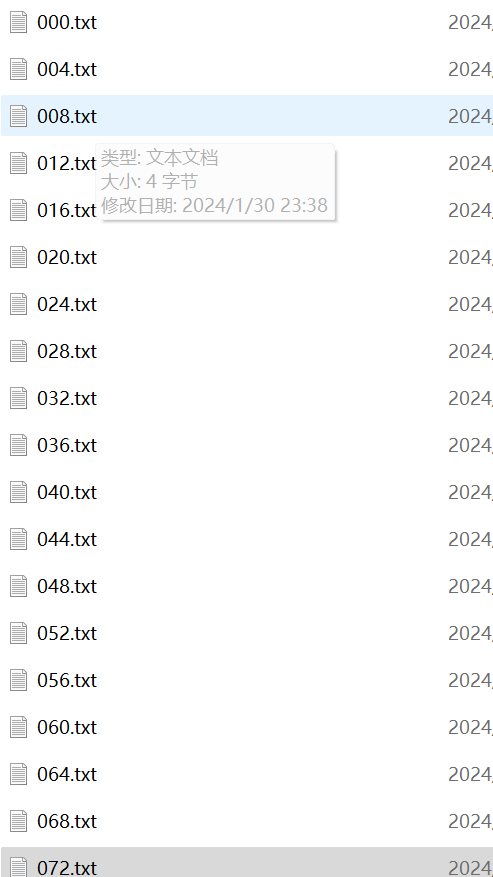 000.txt 2024/
004.txt 2024/
008.txt 2024/
012.txt 2024/
类型: 文本文档
大小: 4 字节
016.txt 2024/
修改日期: 2024/1/30 23:38
020.txt 2024/
024.txt 2024/
028.txt 2024/
032.txt 2024/
036.txt 2024/
040.txt 2024/
044.txt 2024/
048.txt 2024/
052.txt 2024/
056.txt 2024/
060.txt 2024/
064.txt 2024/
068.txt 2024/
072.txt 2024/